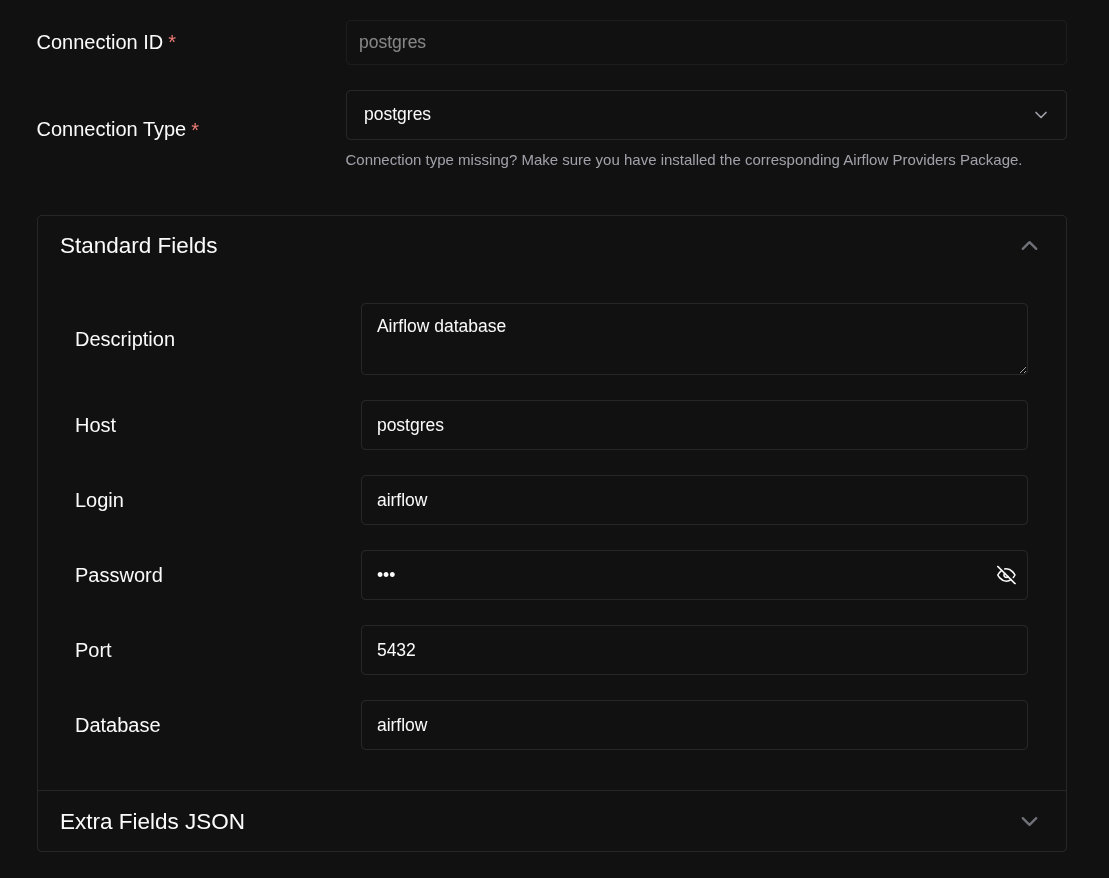 Connection ID *
postgres
Connection Type *
postgres
Connection type missing? Make sure you have installed the corresponding Airflow Providers Package.
Standard Fields
Description
Airflow database
Host
postgres
Login
airflow
Password
•••
Port
5432
Database
airflow
Extra Fields JSON